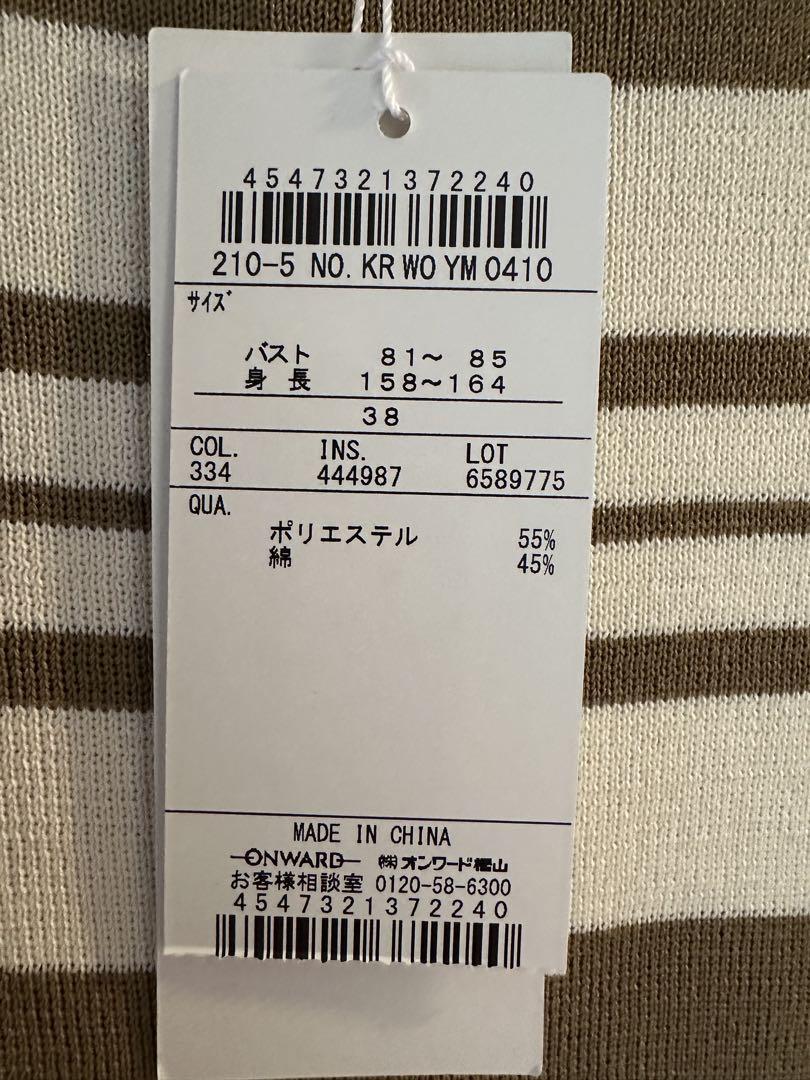 4547321372240
210-5 NO. KR WO YM 0410
サイズ
バスト 81～ 85
身 長 158～164
38
COL. INS. LOT
334 444987 6589775
QUA.
ポリエステル 55%
綿 45%
MADE IN CHINA
ONWARD ㈱オンワード樫山
お客様相談室 0120-58-6300
4547321372240